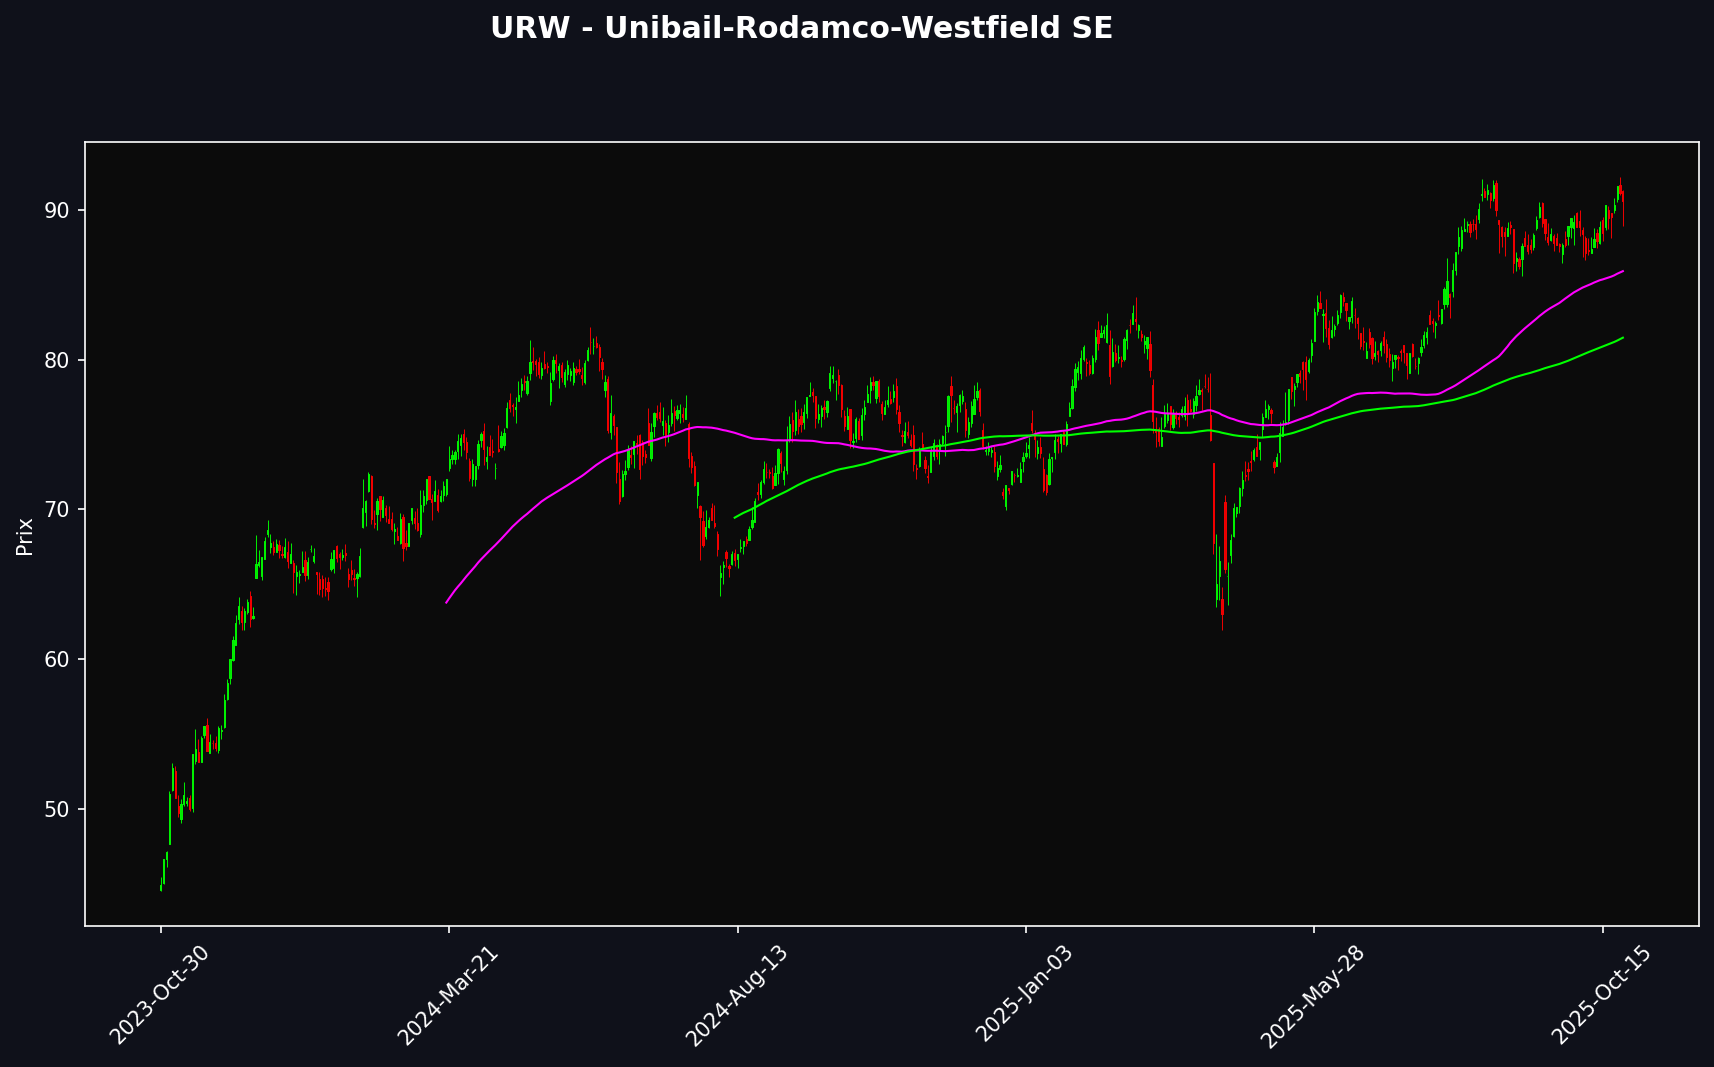 URW - Unibail-Rodamco-Westfield SE
Prix
90
80
70
60
50
2023-Oct-30
2024-Mar-21
2024-Aug-13
2025-Jan-03
2025-May-28
2025-Oct-15